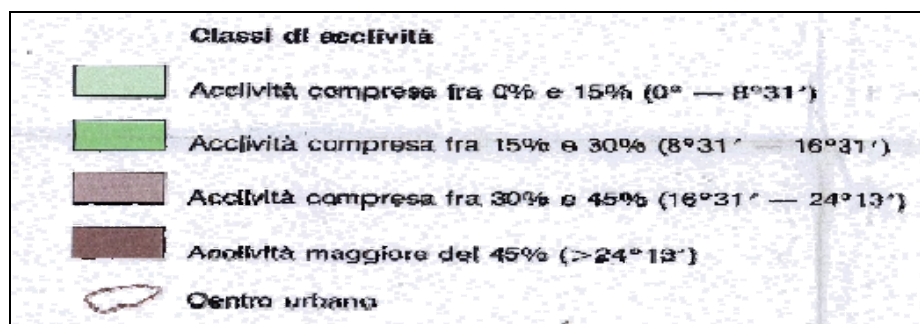 Classi di acclività
Acclività compresa fra 0% e 15% (0° — 8°31')
Acclività compresa fra 15% e 30% (8°31' — 16°31')
Acclività compresa fra 30% e 45% (16°31' — 24°13')
Acclività maggiore del 45% (>24°13')
Centro urbano